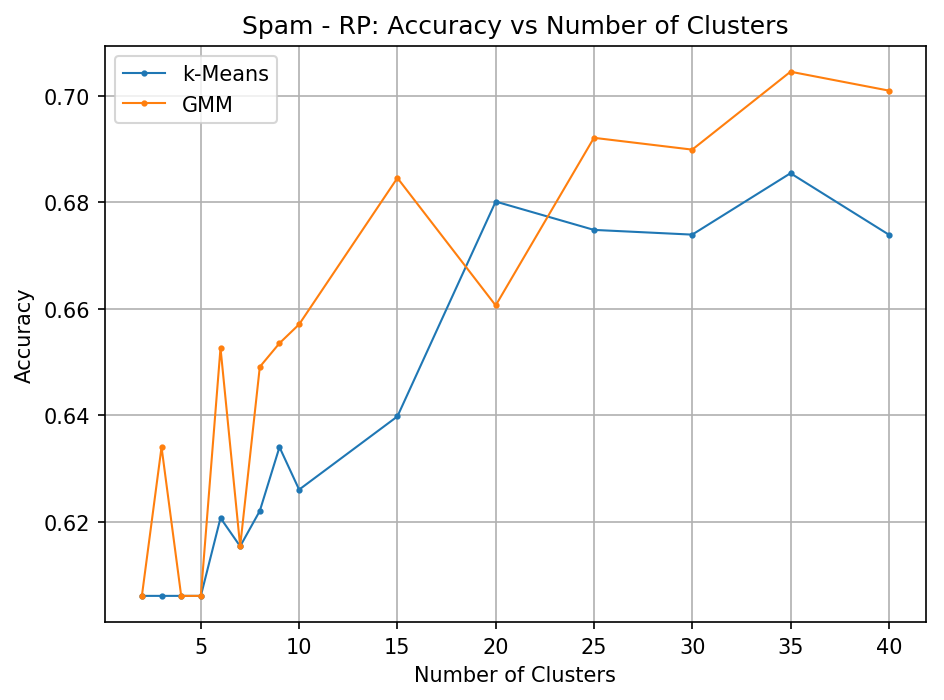 Spam - RP: Accuracy vs Number of Clusters
k-Means
GMM
Accuracy
0.70
0.68
0.66
0.64
0.62
5 10 15 20 25 30 35 40
Number of Clusters